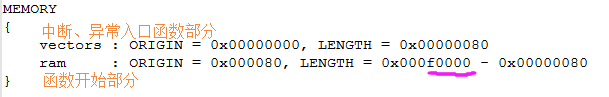 MEMORY
{ 中断、异常入口函数部分
vectors : ORIGIN = 0x00000000, LENGTH = 0x00000080
ram : ORIGIN = 0x000080, LENGTH = 0x000f0000 - 0x00000080
} 函数开始部分